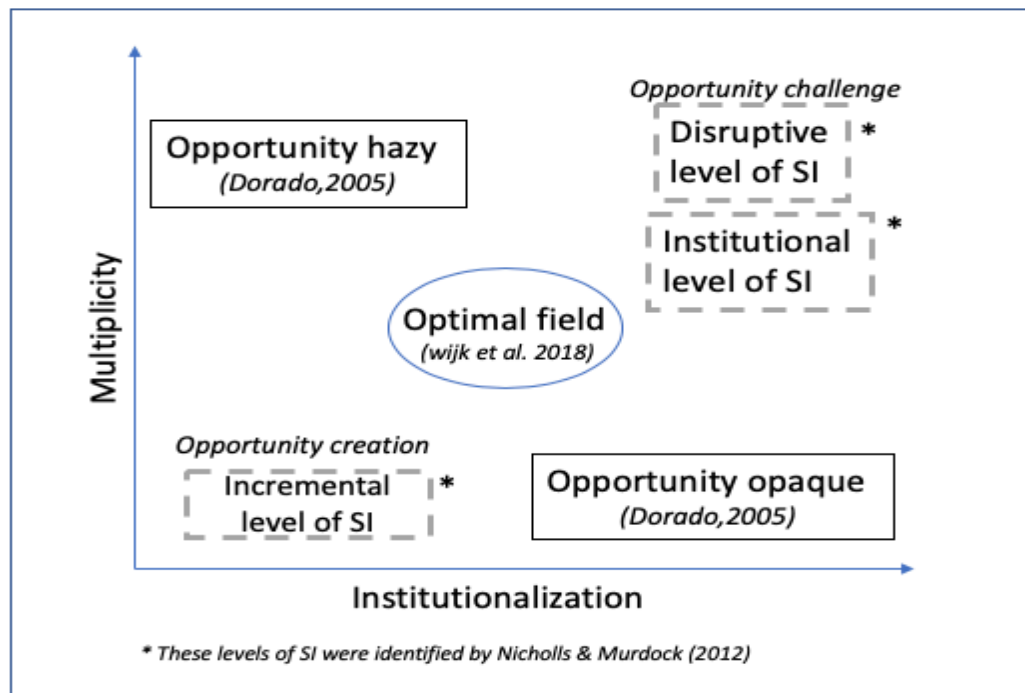 Opportunity challenge
Disruptive
level of SI
*
Institutional
level of SI
*
Opportunity hazy
(Dorado,2005)
Optimal field
(wijk et al. 2018)
Multiplicity
Opportunity creation
Incremental
level of SI
*
Opportunity opaque
(Dorado,2005)
Institutionalization
* These levels of SI were identified by Nicholls & Murdock (2012)